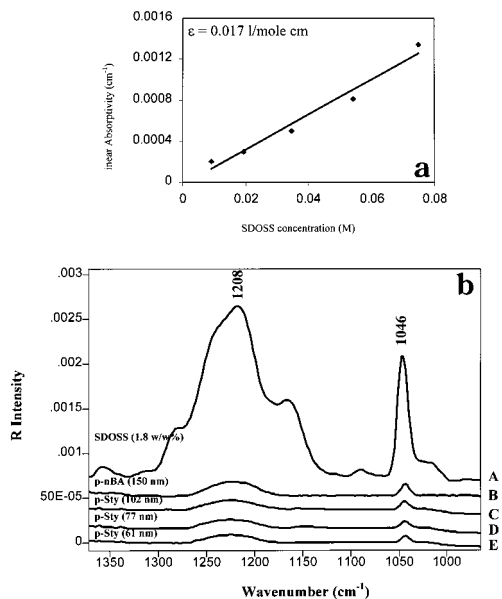 0.0016
ε = 0.017 l/mole cm
0.0012
0.0008
0.0004
0
inear Absorptivity (cm-1)
a
0 0.02 0.04 0.06 0.08
SDOSS concentration (M)
b
.003
.0025
.002
.0015
.001
50E-05
0
R Intensity
1208
1046
SDOSS (1.8 w/w%)
A
p-nBA (150 nm)
B
p-Sty (102 nm)
C
p-Sty (77 nm)
D
p-Sty (61 nm)
E
1350 1300 1250 1200 1150 1100 1050 1000
Wavenumber (cm-1)